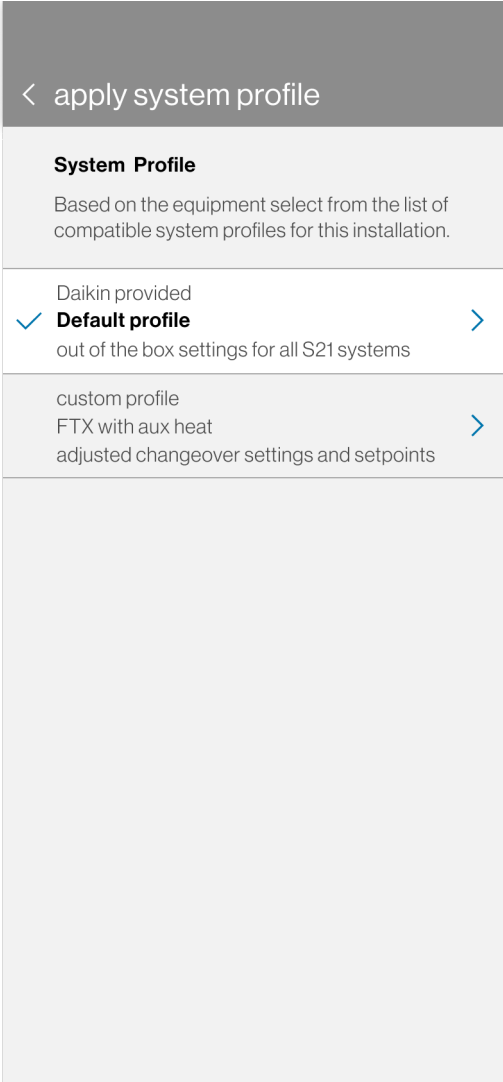 apply system profile
System Profile
Based on the equipment select from the list of
compatible system profiles for this installation.
Daikin provided
Default profile
out of the box settings for all S21 systems
custom profile
FTX with aux heat
adjusted changeover settings and setpoints